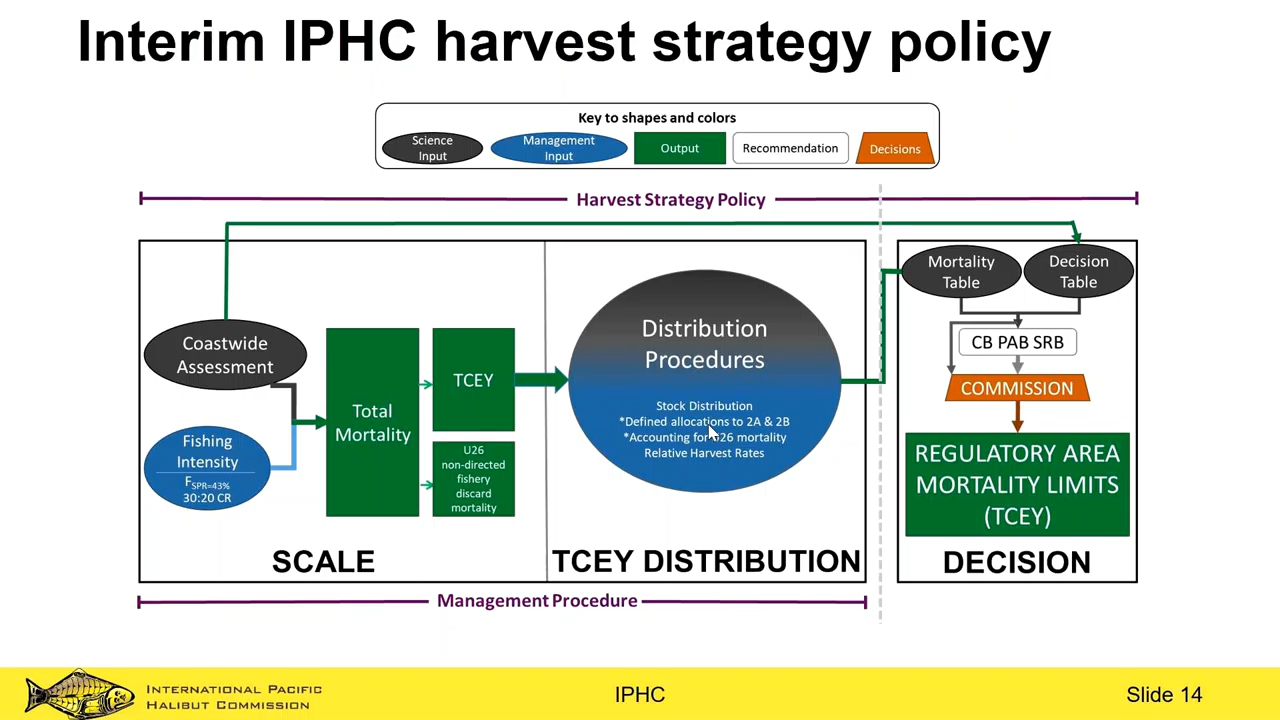 Interim IPHC harvest strategy policy
Key to shapes and colors
Science
Input
Management
Input
Output
Recommendation
Decisions
Harvest Strategy Policy
Coastwide
Assessment
Fishing
Intensity
FSPR=43%
30:20 CR
Total
Mortality
TCEY
U26
non-directed
fishery
discard
mortality
SCALE
Distribution
Procedures
Stock Distribution
*Defined allocations to 2A & 2B
*Accounting for U26 mortality
Relative Harvest Rates
TCEY DISTRIBUTION
Mortality
Table
Decision
Table
CB PAB SRB
COMMISSION
REGULATORY AREA
MORTALITY LIMITS
(TCEY)
DECISION
Management Procedure
INTERNATIONAL PACIFIC
HALIBUT COMMISSION
IPHC
Slide 14